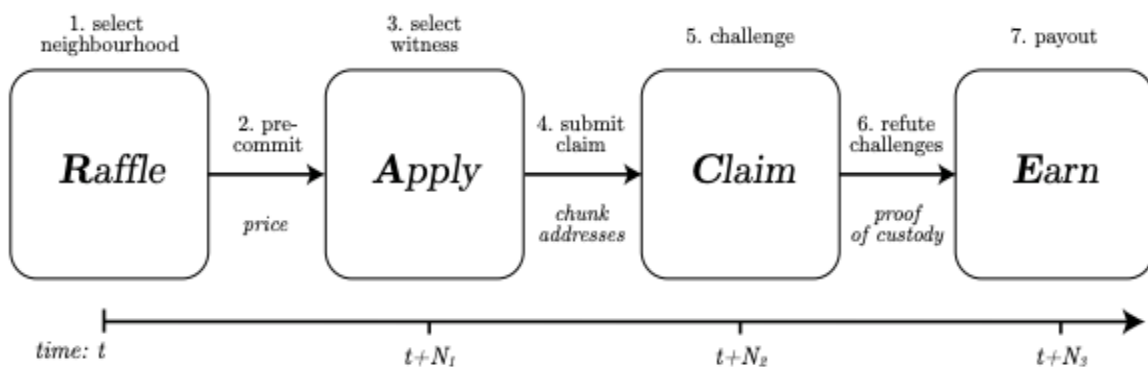 1. select
neighbourhood
3. select
witness
5. challenge
7. payout
2. pre-
commit
4. submit
claim
6. refute
challenges
Raffle
Apply
Claim
Earn
price
chunk
addresses
proof
of custody
time: t
t+N₁
t+N₂
t+N₃